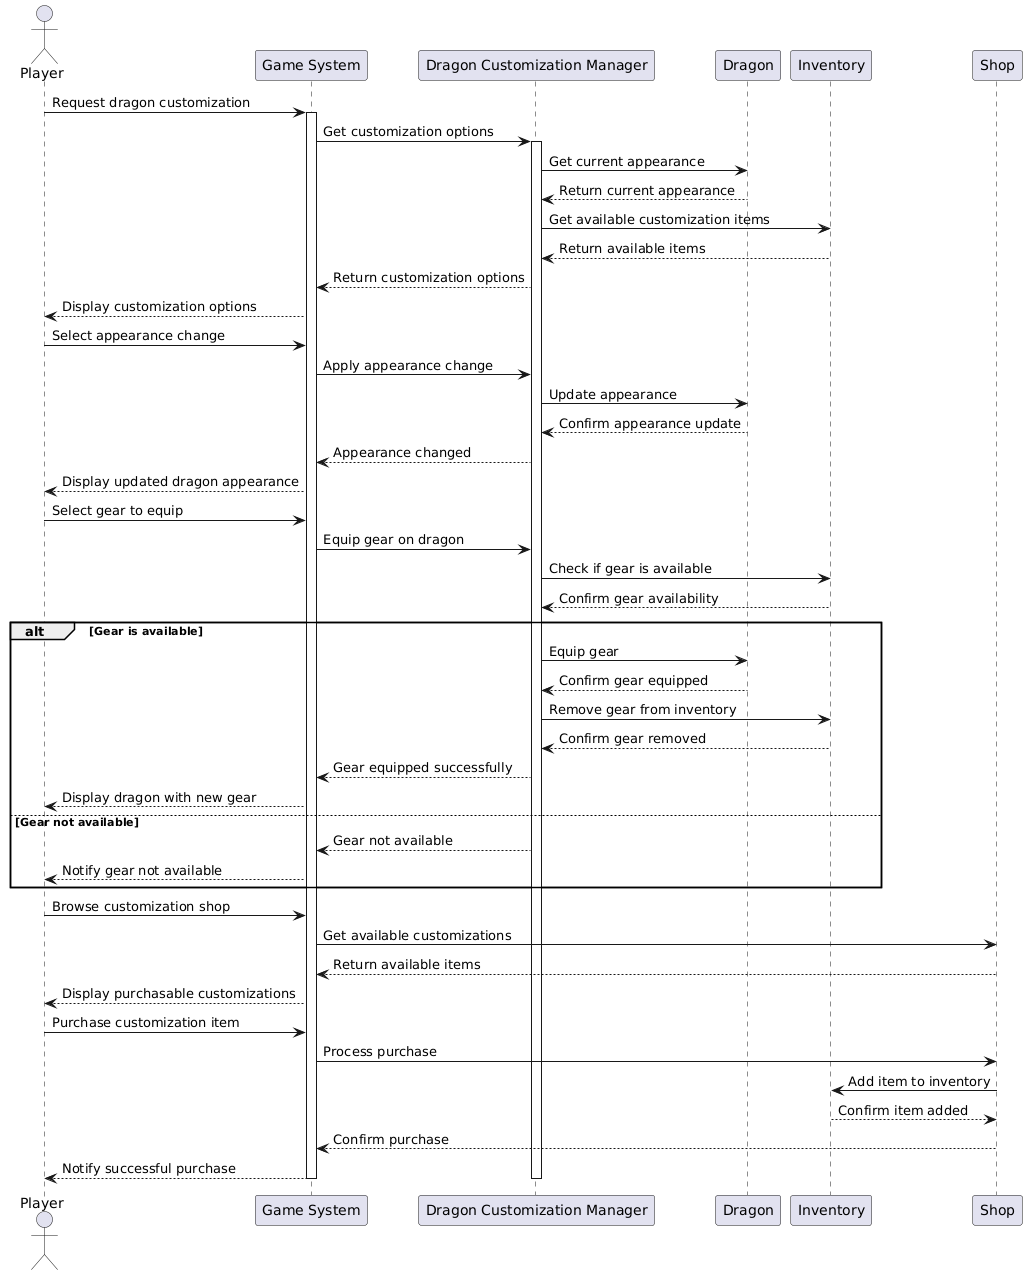 Player
Game System
Dragon Customization Manager
Dragon
Inventory
Shop
Request dragon customization
Get customization options
Get current appearance
Return current appearance
Get available customization items
Return available items
Return customization options
Display customization options
Select appearance change
Apply appearance change
Update appearance
Confirm appearance update
Appearance changed
Display updated dragon appearance
Select gear to equip
Equip gear on dragon
Check if gear is available
Confirm gear availability
alt
[Gear is available]
Equip gear
Confirm gear equipped
Remove gear from inventory
Confirm gear removed
Gear equipped successfully
Display dragon with new gear
[Gear not available]
Gear not available
Notify gear not available
Browse customization shop
Get available customizations
Return available items
Display purchasable customizations
Purchase customization item
Process purchase
Add item to inventory
Confirm item added
Confirm purchase
Notify successful purchase
Player
Game System
Dragon Customization Manager
Dragon
Inventory
Shop